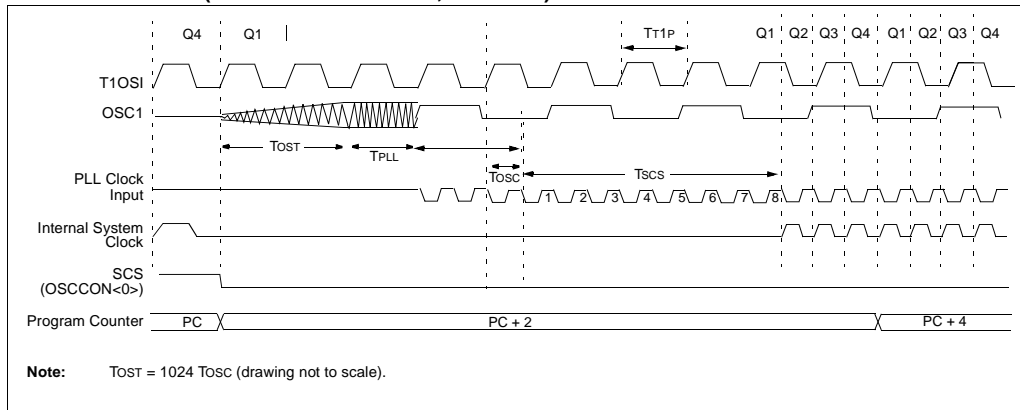 Q4 Q1 TT1P Q1 Q2 Q3 Q4 Q1 Q2 Q3 Q4
T1OSI
OSC1
TOST TPLL
TOSC TSCS
PLL Clock
Input
1 2 3 4 5 6 7 8
Internal System
Clock
SCS
(OSCCON<0>)
Program Counter PC PC + 2 PC + 4
Note: TOST = 1024 TOSC (drawing not to scale).